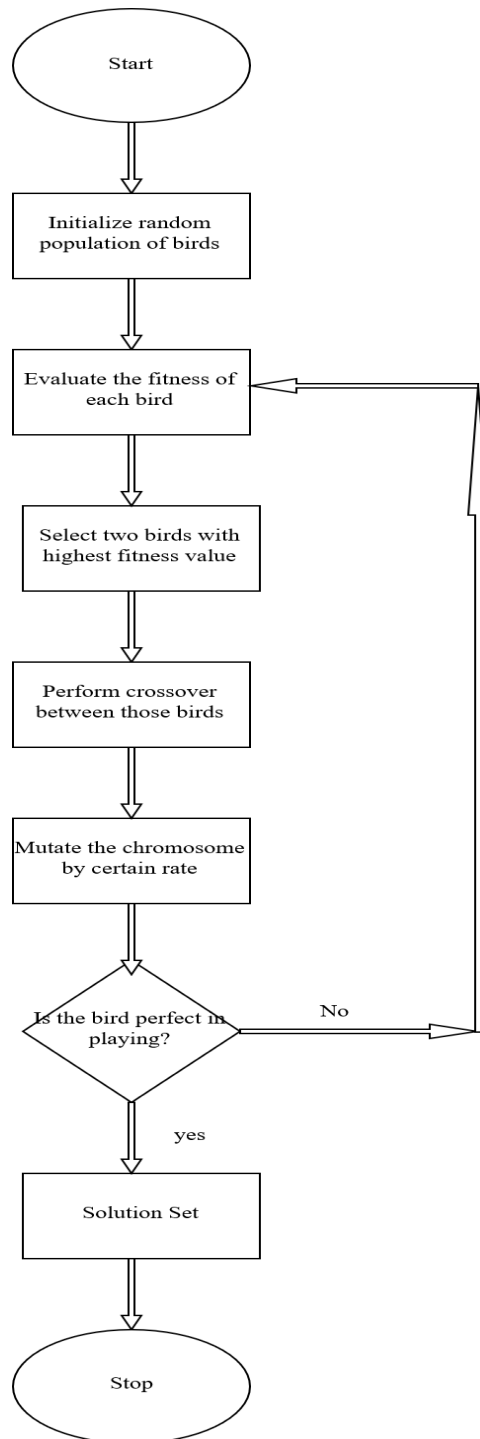 Start
Initialize random
population of birds
Evaluate the fitness of
each bird
Select two birds with
highest fitness value
Perform crossover
between those birds
Mutate the chromosome
by certain rate
Is the bird perfect in
playing?
No
yes
Solution Set
Stop